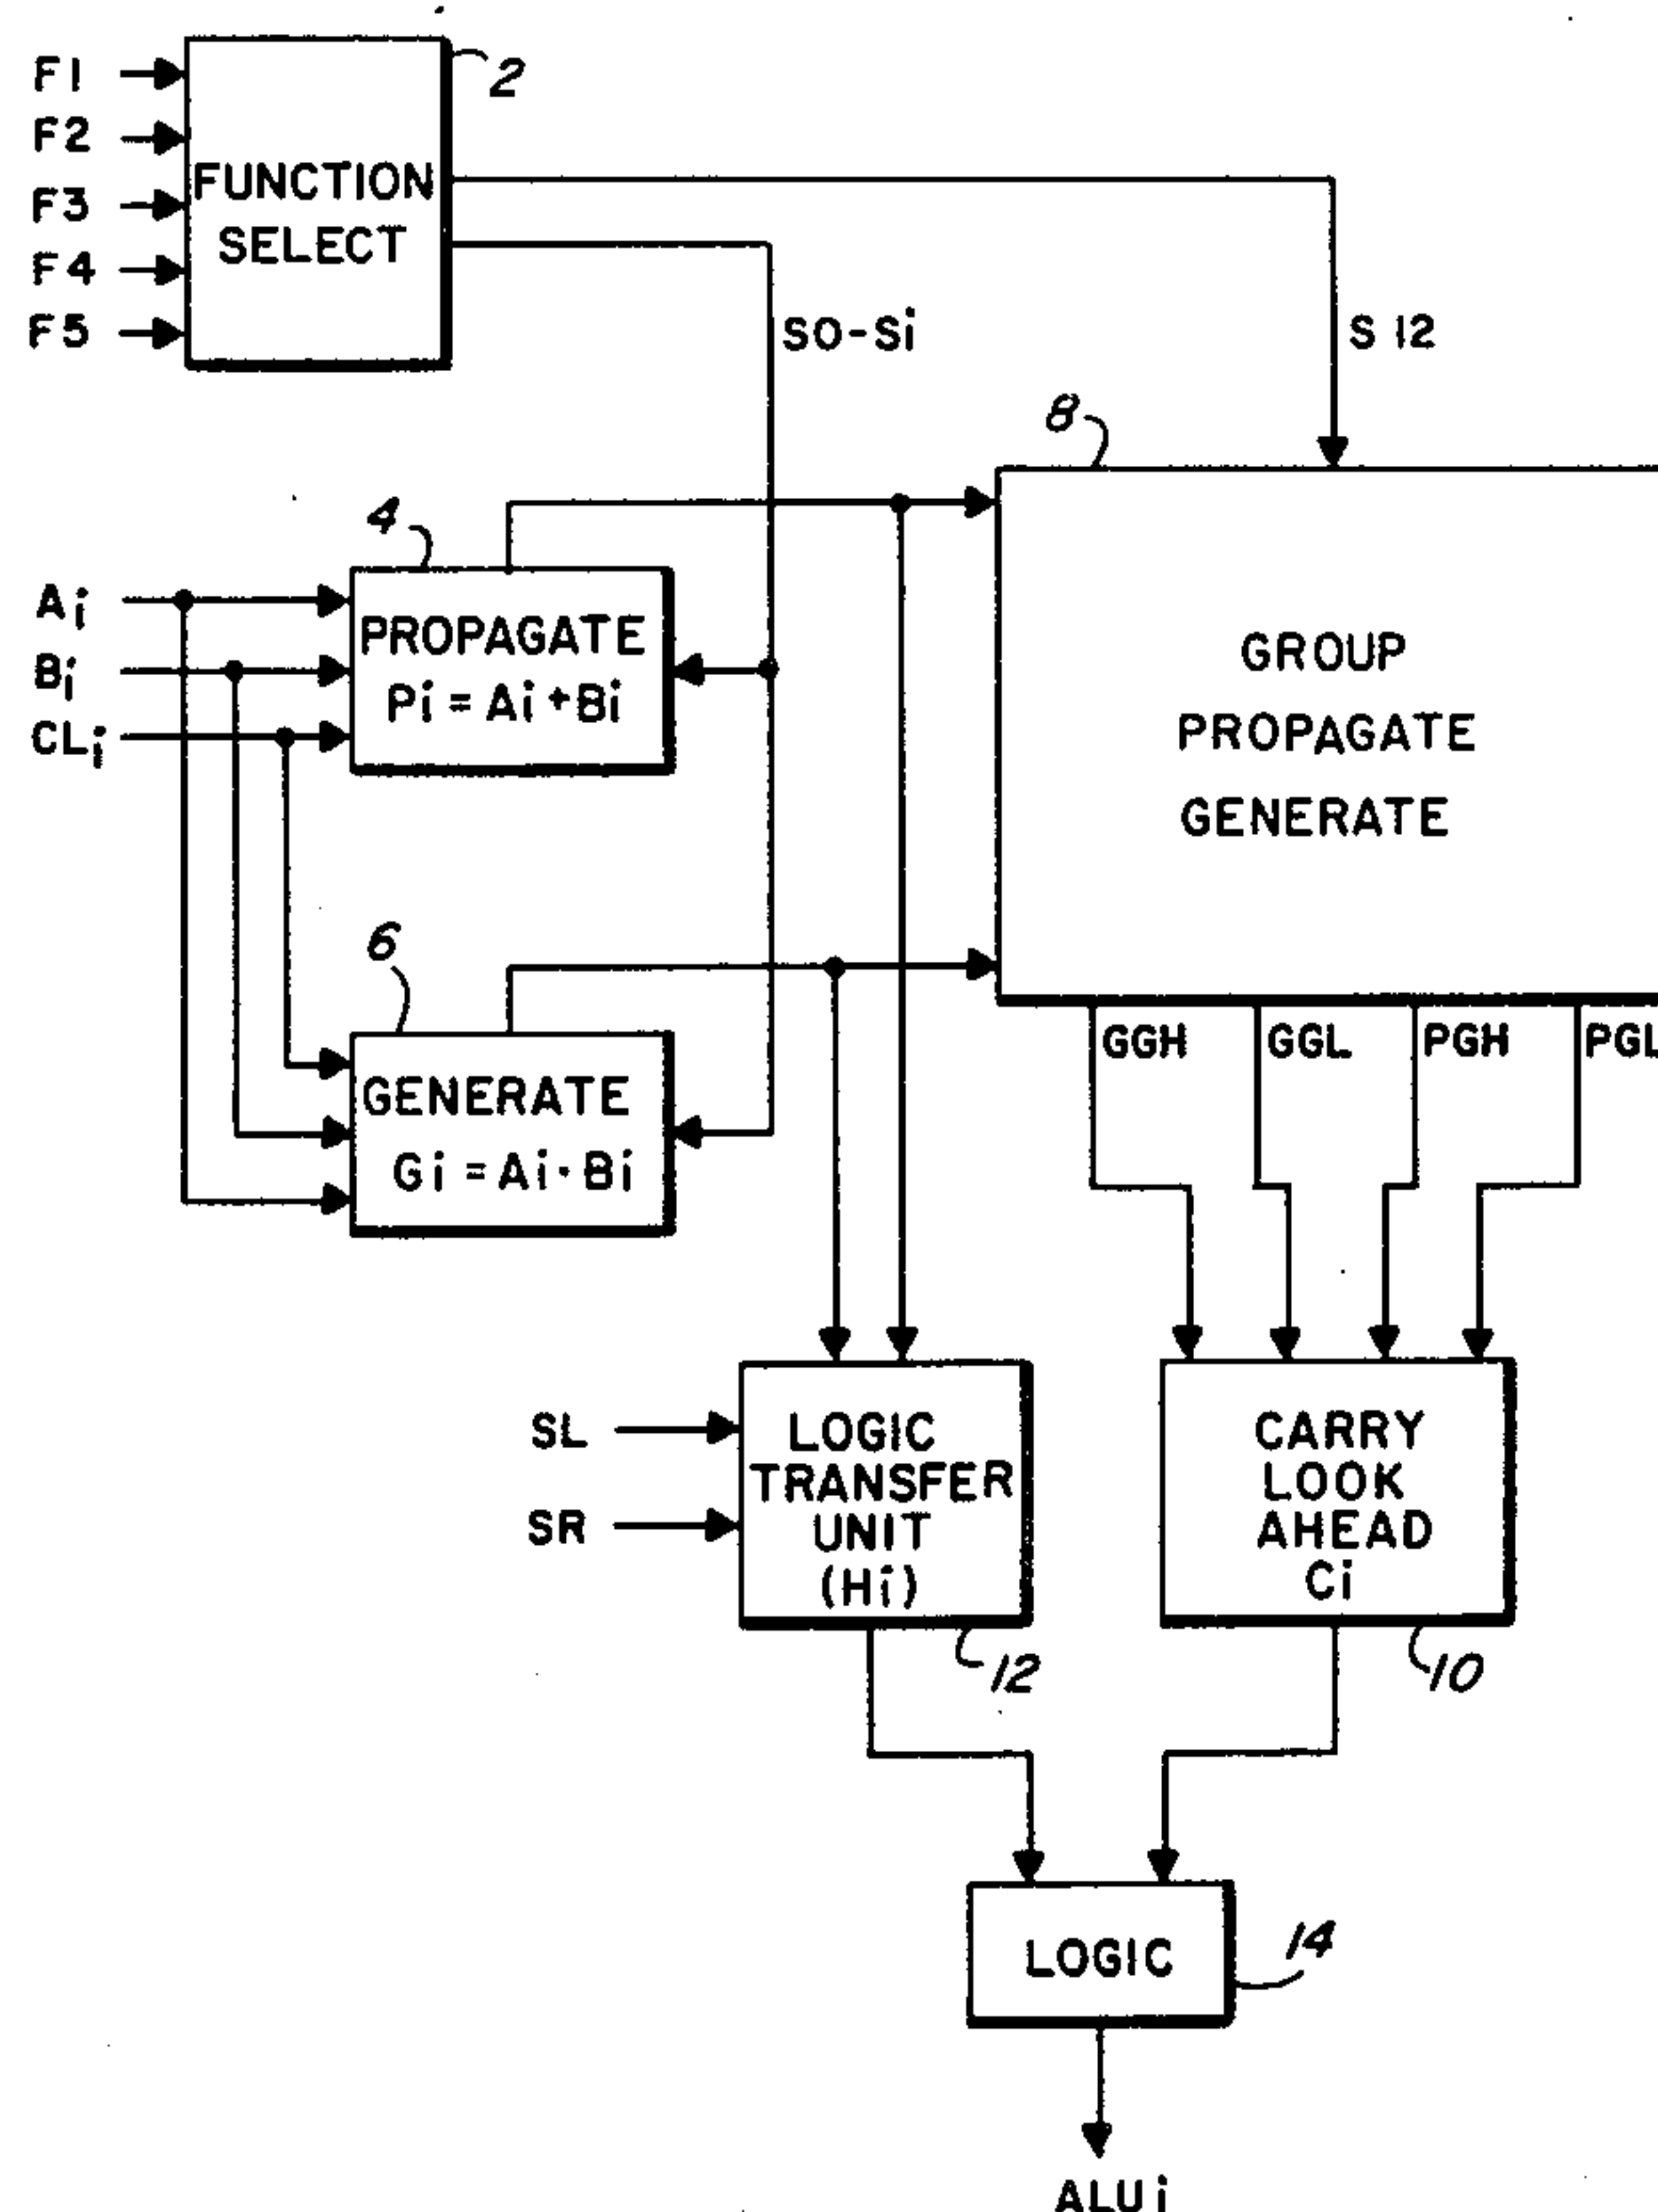 F1
F2
F3
F4
F5
FUNCTION
SELECT
2
SO-Si
S12
8
4
Ai
Bi
CLi
PROPAGATE
Pi = Ai + Bi
GROUP
PROPAGATE
GENERATE
6
GENERATE
Gi = Ai · Bi
GGH
GGL
PGH
PGL
SL
SR
LOGIC
TRANSFER
UNIT
(Hi)
12
CARRY
LOOK
AHEAD
Ci
10
LOGIC
14
ALUi